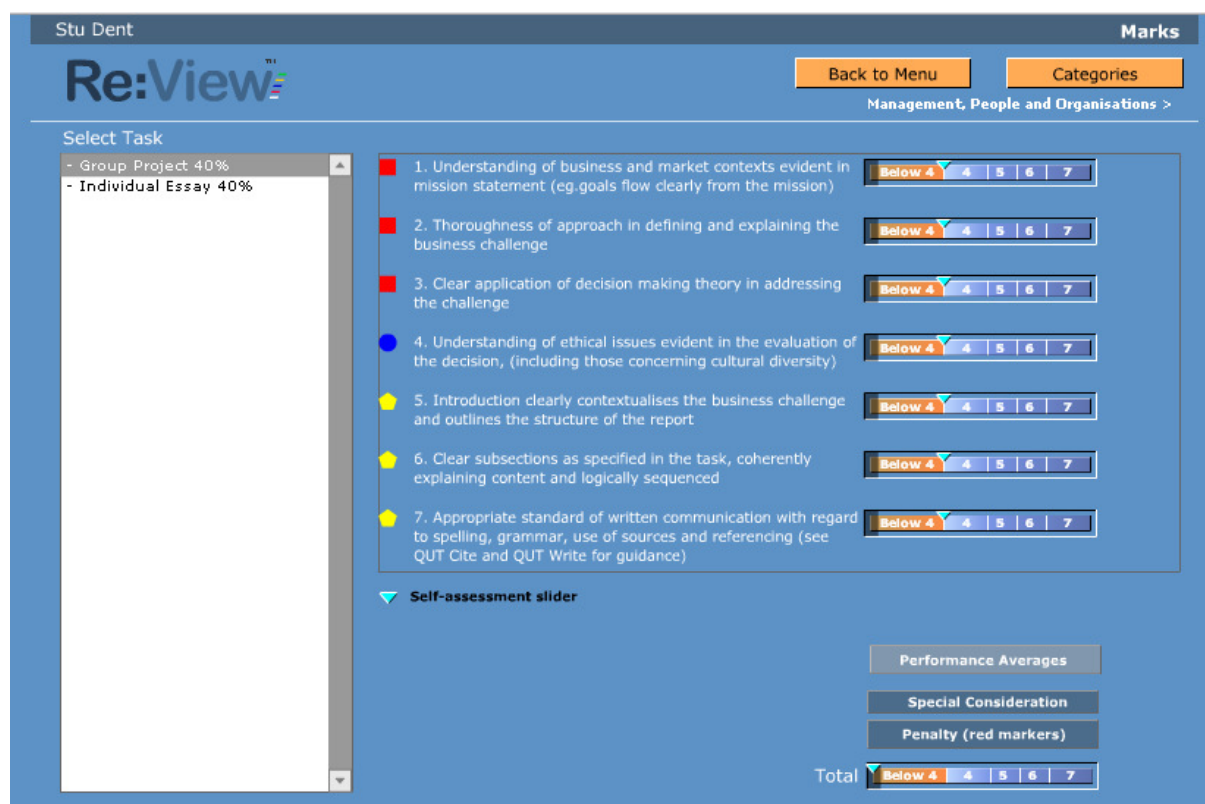 Stu Dent
Marks
Re:View™
Back to Menu
Categories
Management, People and Organisations >
Select Task
- Group Project 40%
- Individual Essay 40%
1. Understanding of business and market contexts evident in
mission statement (eg.goals flow clearly from the mission)
Below 4 4 5 6 7
2. Thoroughness of approach in defining and explaining the
business challenge
Below 4 4 5 6 7
3. Clear application of decision making theory in addressing
the challenge
Below 4 4 5 6 7
4. Understanding of ethical issues evident in the evaluation of
the decision, (including those concerning cultural diversity)
Below 4 4 5 6 7
5. Introduction clearly contextualises the business challenge
and outlines the structure of the report
Below 4 4 5 6 7
6. Clear subsections as specified in the task, coherently
explaining content and logically sequenced
Below 4 4 5 6 7
7. Appropriate standard of written communication with regard
to spelling, grammar, use of sources and referencing (see
QUT Cite and QUT Write for guidance)
Below 4 4 5 6 7
Self-assessment slider
Performance Averages
Special Consideration
Penalty (red markers)
Total Below 4 4 5 6 7